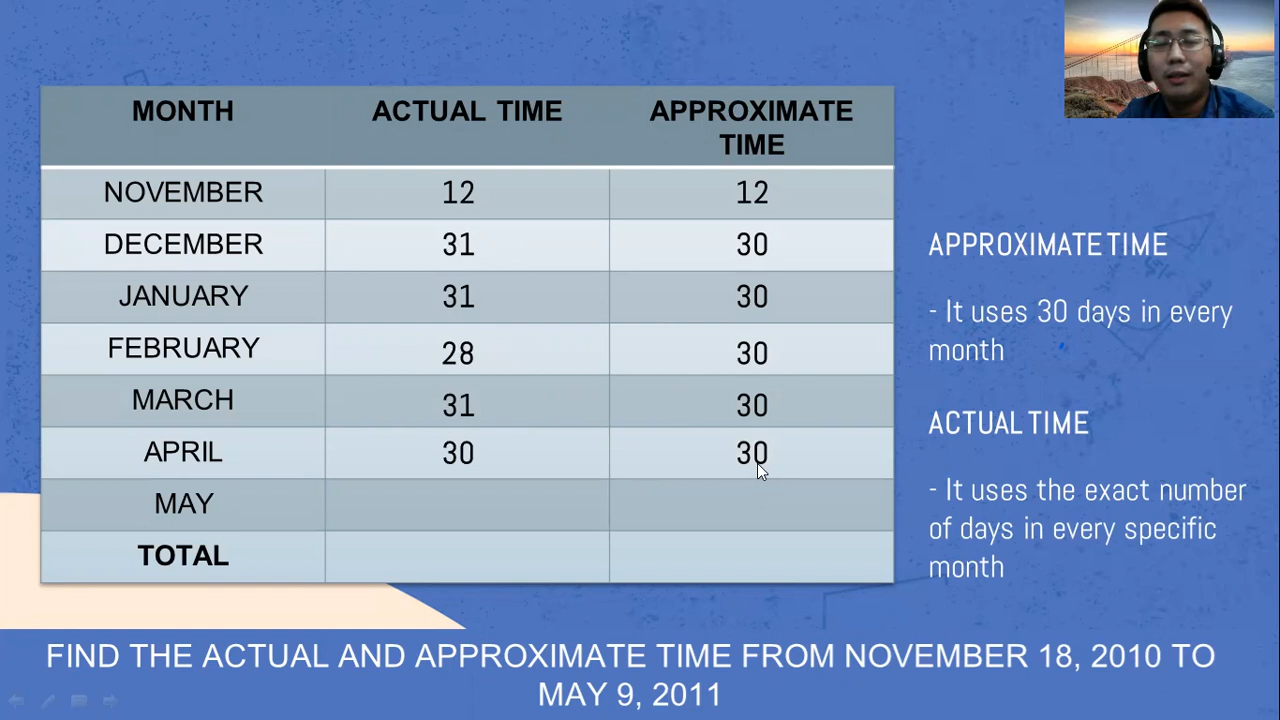 MONTH ACTUAL TIME APPROXIMATE TIME
NOVEMBER 12 12
DECEMBER 31 30
JANUARY 31 30
FEBRUARY 28 30
MARCH 31 30
APRIL 30 30
MAY
TOTAL
APPROXIMATE TIME
- It uses 30 days in every
month
ACTUAL TIME
- It uses the exact number
of days in every specific
month
FIND THE ACTUAL AND APPROXIMATE TIME FROM NOVEMBER 18, 2010 TO
MAY 9, 2011